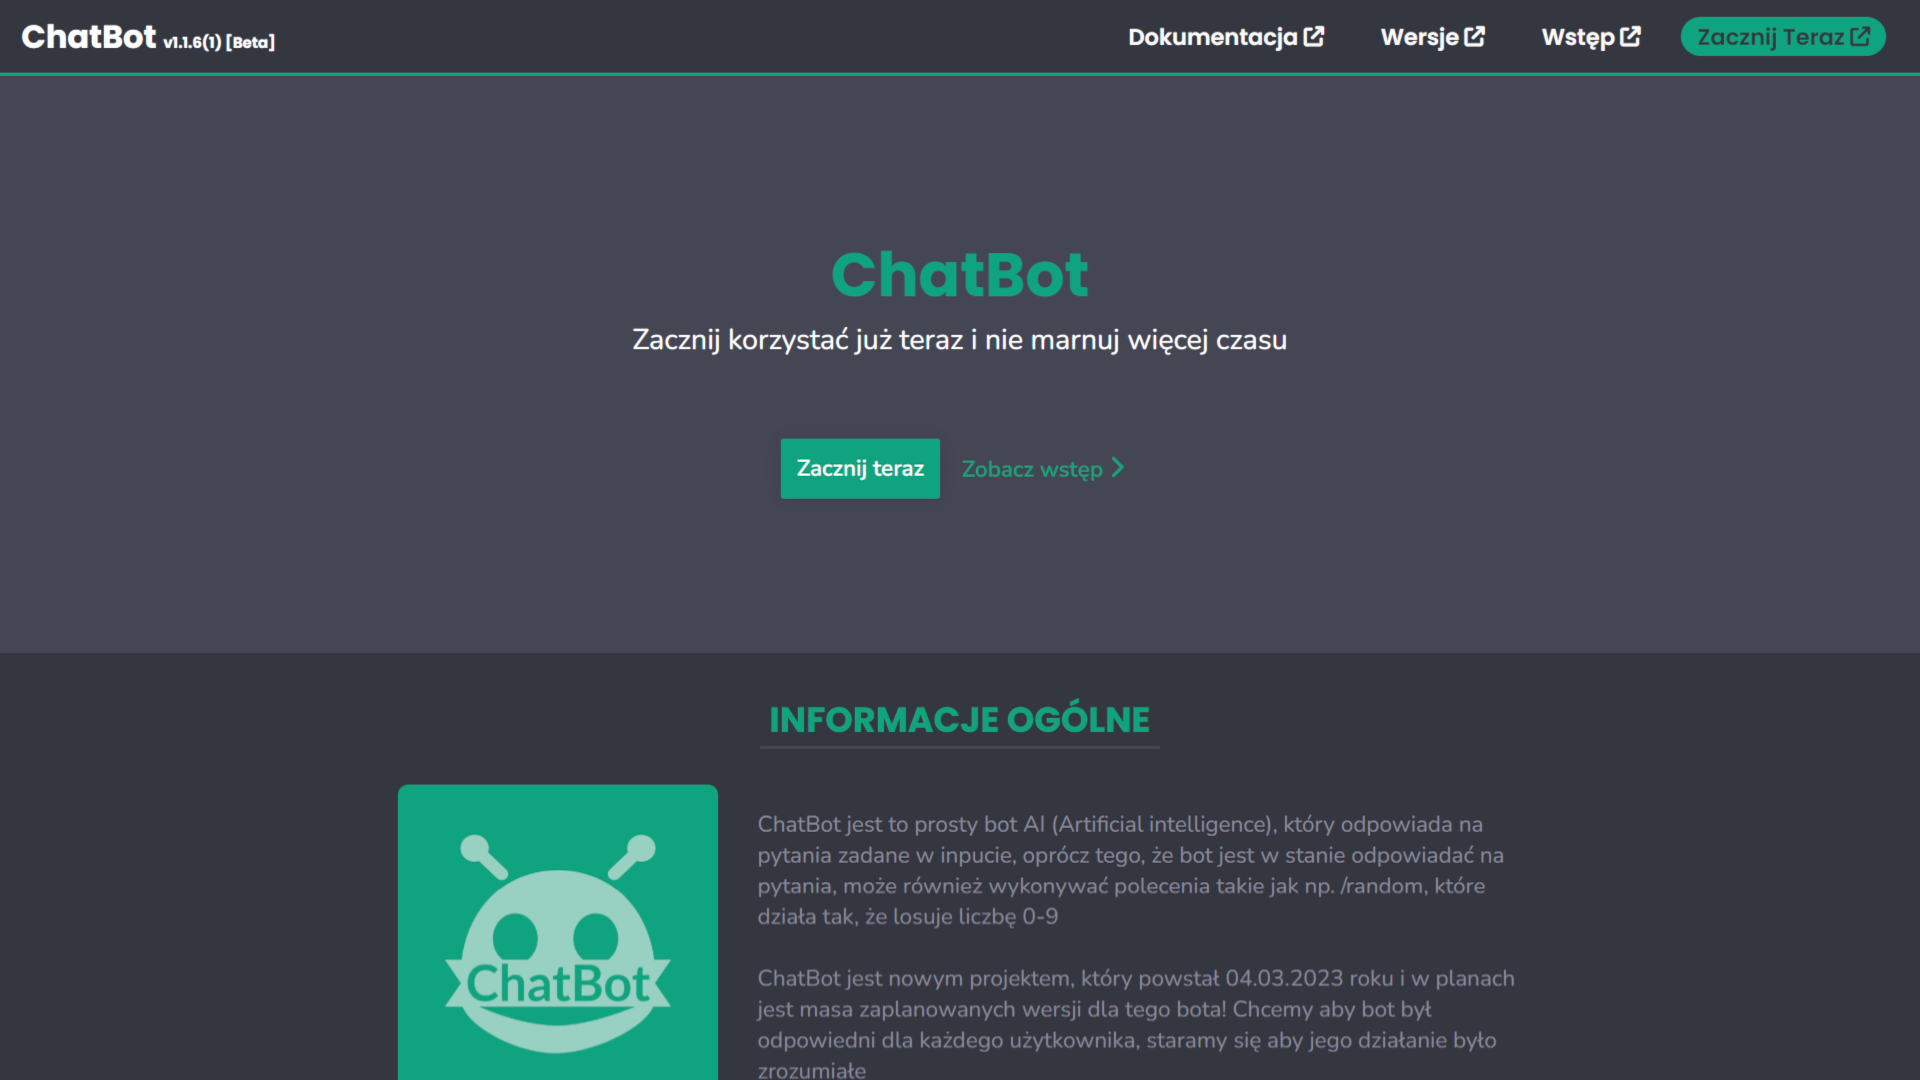 ChatBot v1.1.6(1) [Beta]
Dokumentacja
Wersje
Wstęp
Zacznij Teraz
ChatBot
Zacznij korzystać już teraz i nie marnuj więcej czasu
Zacznij teraz
Zobacz wstęp
INFORMACJE OGÓLNE
ChatBot
ChatBot jest to prosty bot AI (Artificial intelligence), który odpowiada na
pytania zadane w inpucie, oprócz tego, że bot jest w stanie odpowiadać na
pytania, może również wykonywać polecenia takie jak np. /random, które
działa tak, że losuje liczbę 0-9
ChatBot jest nowym projektem, który powstał 04.03.2023 roku i w planach
jest masa zaplanowanych wersji dla tego bota! Chcemy aby bot był
odpowiedni dla każdego użytkownika, staramy się aby jego działanie było
zrozumiałe